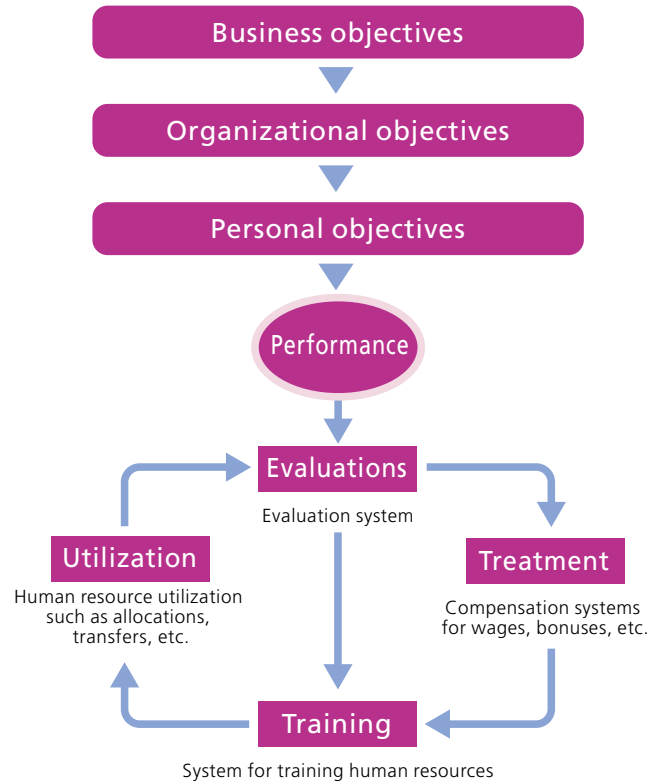 Business objectives
Organizational objectives
Personal objectives
Performance
Evaluations
Evaluation system
Utilization
Human resource utilization
such as allocations,
transfers, etc.
Treatment
Compensation systems
for wages, bonuses, etc.
Training
System for training human resources